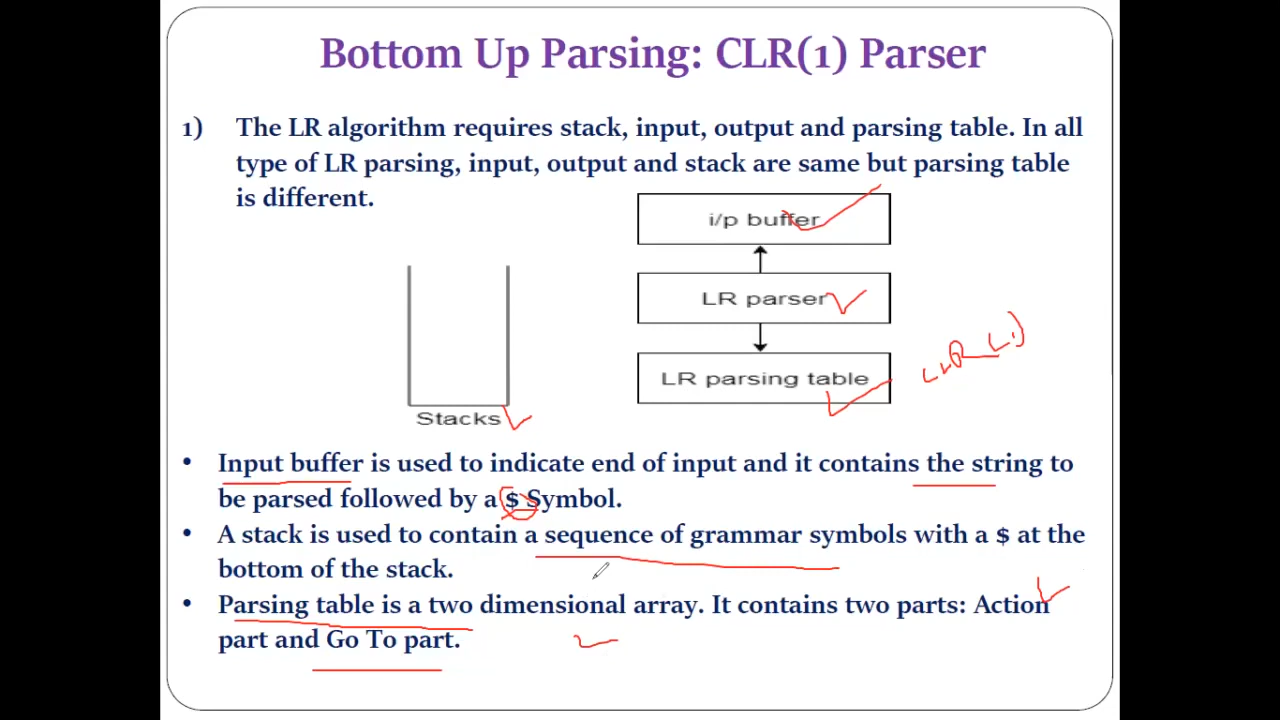 Bottom Up Parsing: CLR(1) Parser
1) The LR algorithm requires stack, input, output and parsing table. In all
type of LR parsing, input, output and stack are same but parsing table
is different.
i/p buffer
LR parser
CLR(1)
LR parsing table
Stacks
• Input buffer is used to indicate end of input and it contains the string to
be parsed followed by a $ Symbol.
• A stack is used to contain a sequence of grammar symbols with a $ at the
bottom of the stack.
• Parsing table is a two dimensional array. It contains two parts: Action
part and Go To part.